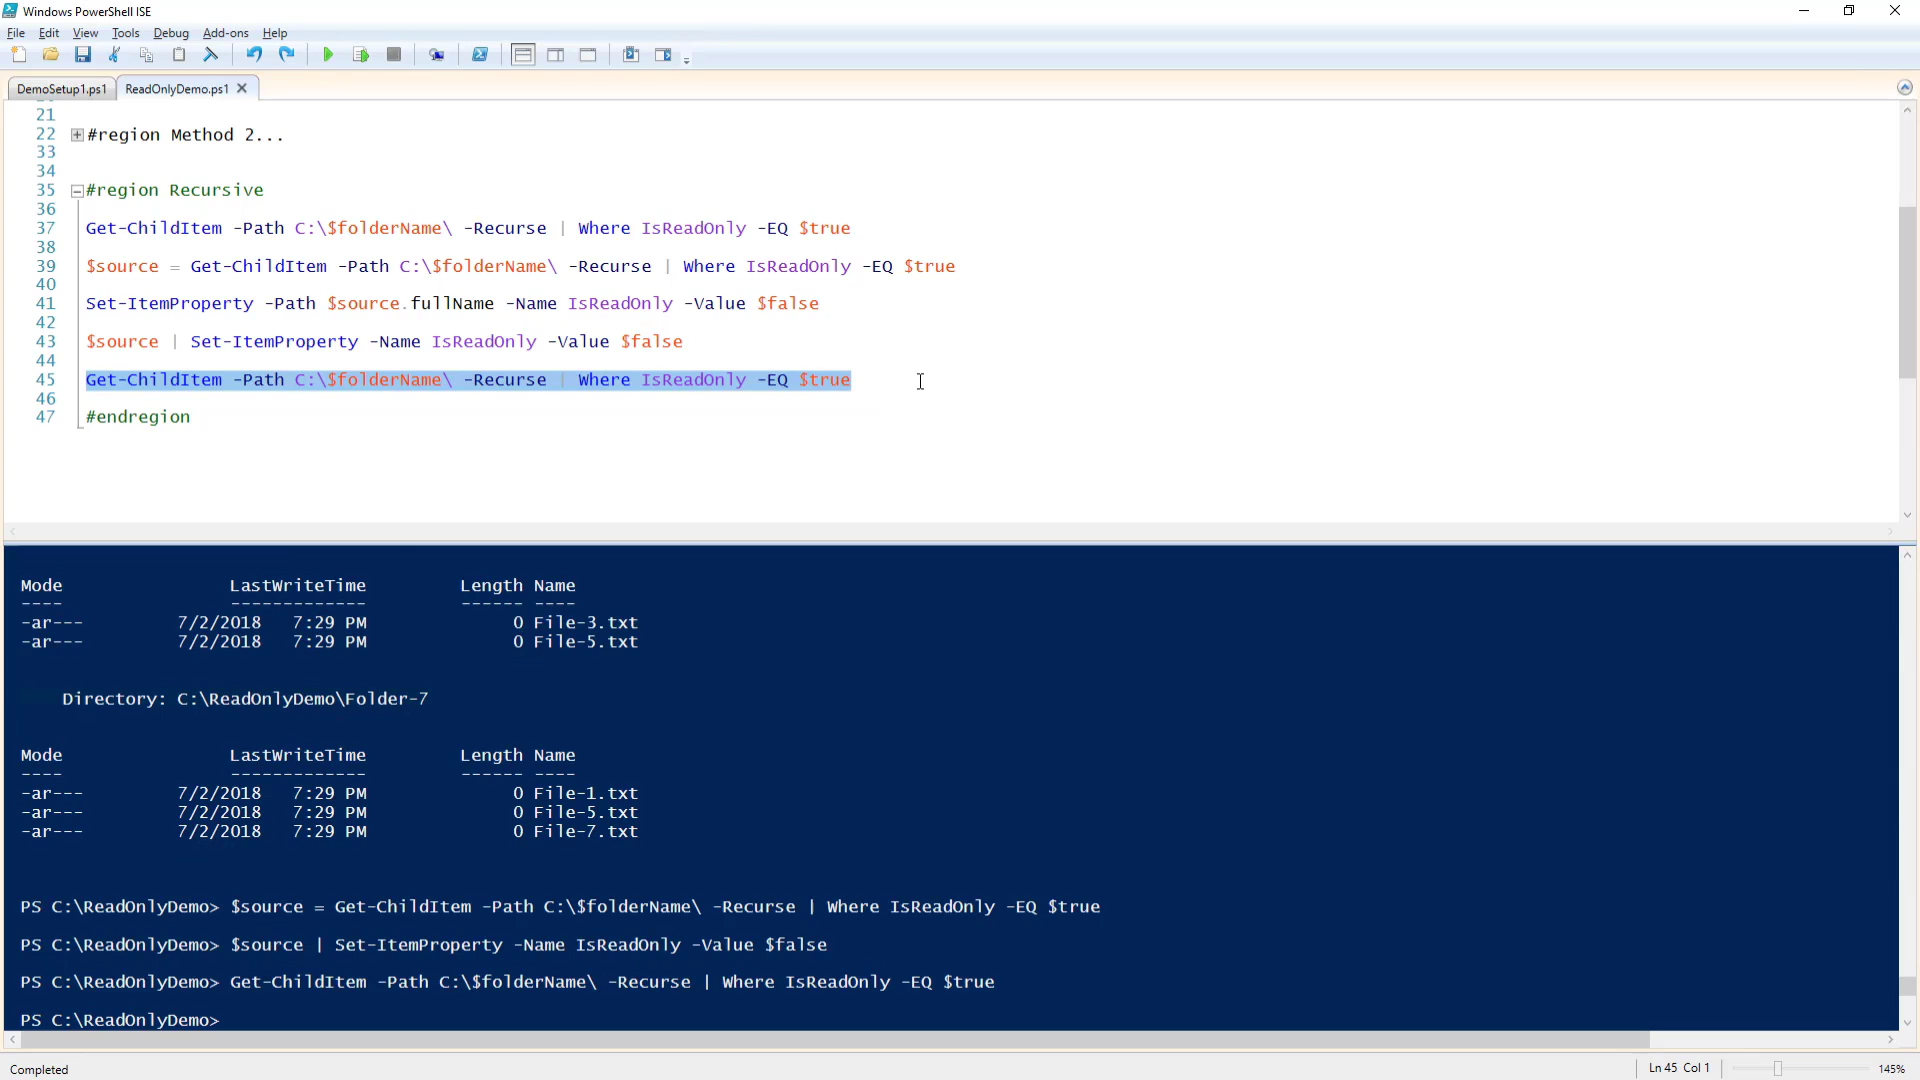 Windows PowerShell ISE
File Edit View Tools Debug Add-ons Help
DemoSetup1.ps1 ReadOnlyDemo.ps1
21
22 #region Method 2...
33
34
35 #region Recursive
36
37 Get-ChildItem -Path C:\$folderName\ -Recurse | Where IsReadOnly -EQ $true
38
39 $source = Get-ChildItem -Path C:\$folderName\ -Recurse | Where IsReadOnly -EQ $true
40
41 Set-ItemProperty -Path $source.fullName -Name IsReadOnly -Value $false
42
43 $source | Set-ItemProperty -Name IsReadOnly -Value $false
44
45 Get-ChildItem -Path C:\$folderName\ -Recurse | Where IsReadOnly -EQ $true
46
47 #endregion
Mode LastWriteTime Length Name
---- ------------- ------ ----
-ar--- 7/2/2018 7:29 PM 0 File-3.txt
-ar--- 7/2/2018 7:29 PM 0 File-5.txt
Directory: C:\ReadOnlyDemo\Folder-7
Mode LastWriteTime Length Name
---- ------------- ------ ----
-ar--- 7/2/2018 7:29 PM 0 File-1.txt
-ar--- 7/2/2018 7:29 PM 0 File-5.txt
-ar--- 7/2/2018 7:29 PM 0 File-7.txt
PS C:\ReadOnlyDemo> $source = Get-ChildItem -Path C:\$folderName\ -Recurse | Where IsReadOnly -EQ $true
PS C:\ReadOnlyDemo> $source | Set-ItemProperty -Name IsReadOnly -Value $false
PS C:\ReadOnlyDemo> Get-ChildItem -Path C:\$folderName\ -Recurse | Where IsReadOnly -EQ $true
PS C:\ReadOnlyDemo>
Completed Ln 45 Col 1 145%